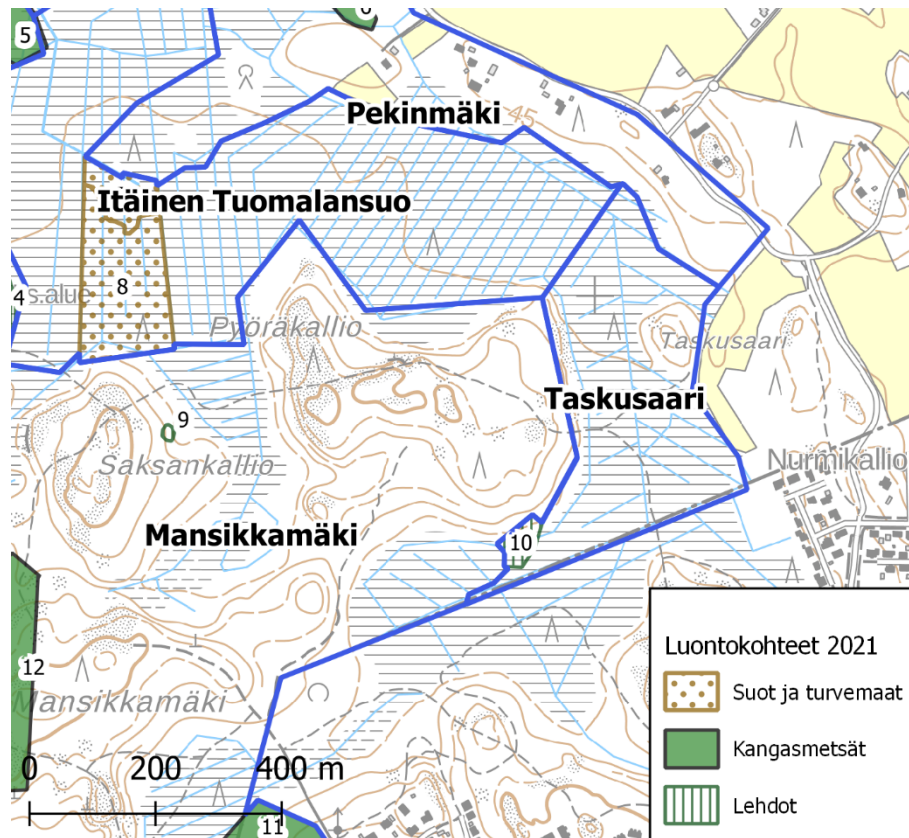 5
6
Pekinmäki
45
Itäinen Tuomalansuo
8
4
s.alue
Pyöräkallio
Taskusaari
Taskusaari
9
Saksankallio
Nurmikallio
Mansikkamäki
10
12
Mansikkamäki
Luontokohteet 2021
Suot ja turvemaat
Kangasmetsät
Lehdot
0 200 400 m
11